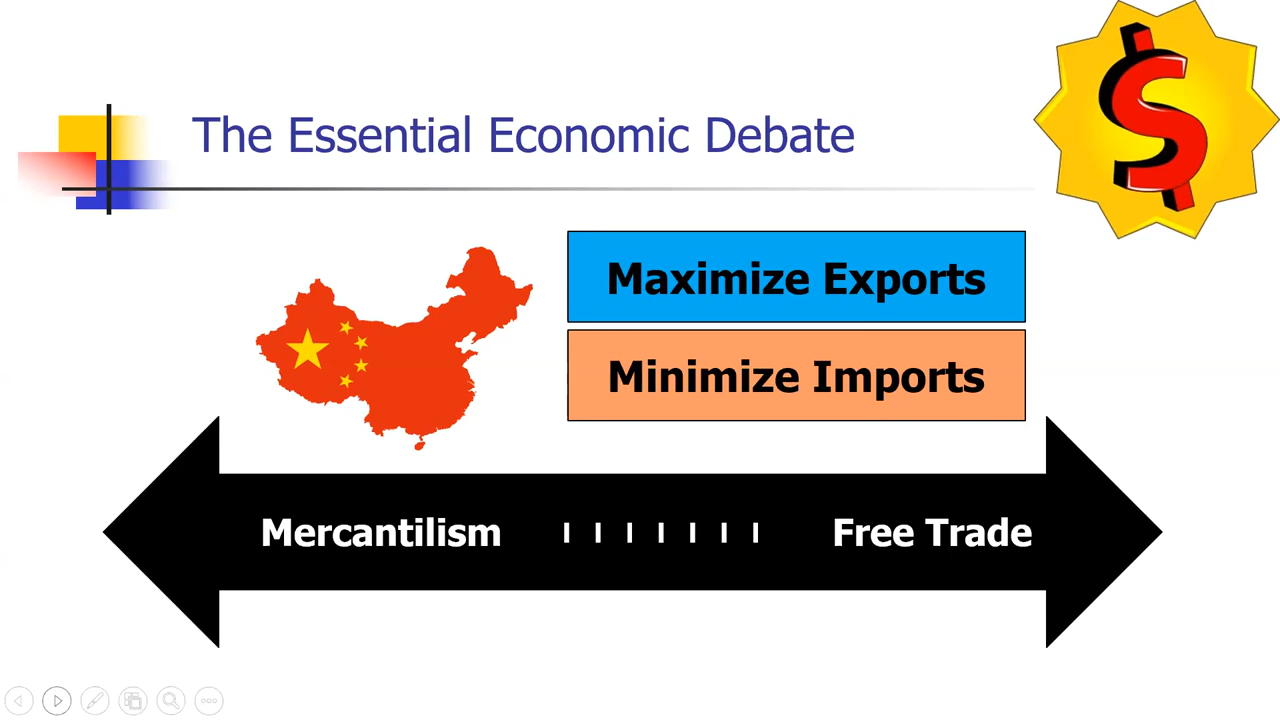 The Essential Economic Debate
Maximize Exports
Minimize Imports
Mercantilism
Free Trade